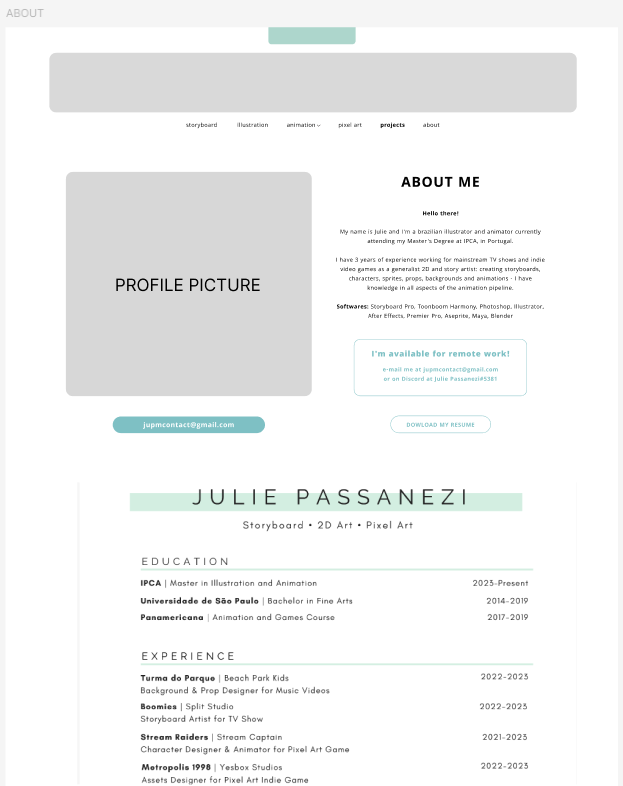 ABOUT
storyboard illustration animation pixel art projects about
PROFILE PICTURE
ABOUT ME
Hello there!
My name is Julie and I'm a brazilian illustrator and animator currently
attending my Master's Degree at IPCA, in Portugal.
I have 3 years of experience working for mainstream TV shows and indie
video games as a generalist 2D and story artist: creating storyboards,
characters, sprites, props, backgrounds and animations - I have
knowledge in all aspects of the animation pipeline.
Softwares: Storyboard Pro, Toonboom Harmony, Photoshop, Illustrator,
After Effects, Premier Pro, Aseprite, Maya, Blender
I'm available for remote work!
e-mail me at jupmcontact@gmail.com
or on Discord at Julie Passanezi#5381
jupmcontact@gmail.com
DOWLOAD MY RESUME
JULIE PASSANEZI
Storyboard • 2D Art • Pixel Art
EDUCATION
IPCA | Master in Illustration and Animation 2023-Present
Universidade de São Paulo | Bachelor in Fine Arts 2014-2019
Panamericana | Animation and Games Course 2017-2019
EXPERIENCE
Turma do Parque | Beach Park Kids 2022-2023
Background & Prop Designer for Music Videos
Boomies | Split Studio 2022-2023
Storyboard Artist for TV Show
Stream Raiders | Stream Captain 2021-2023
Character Designer & Animator for Pixel Art Game
Metropolis 1998 | Yesbox Studios 2022-2023
Assets Designer for Pixel Art Indie Game